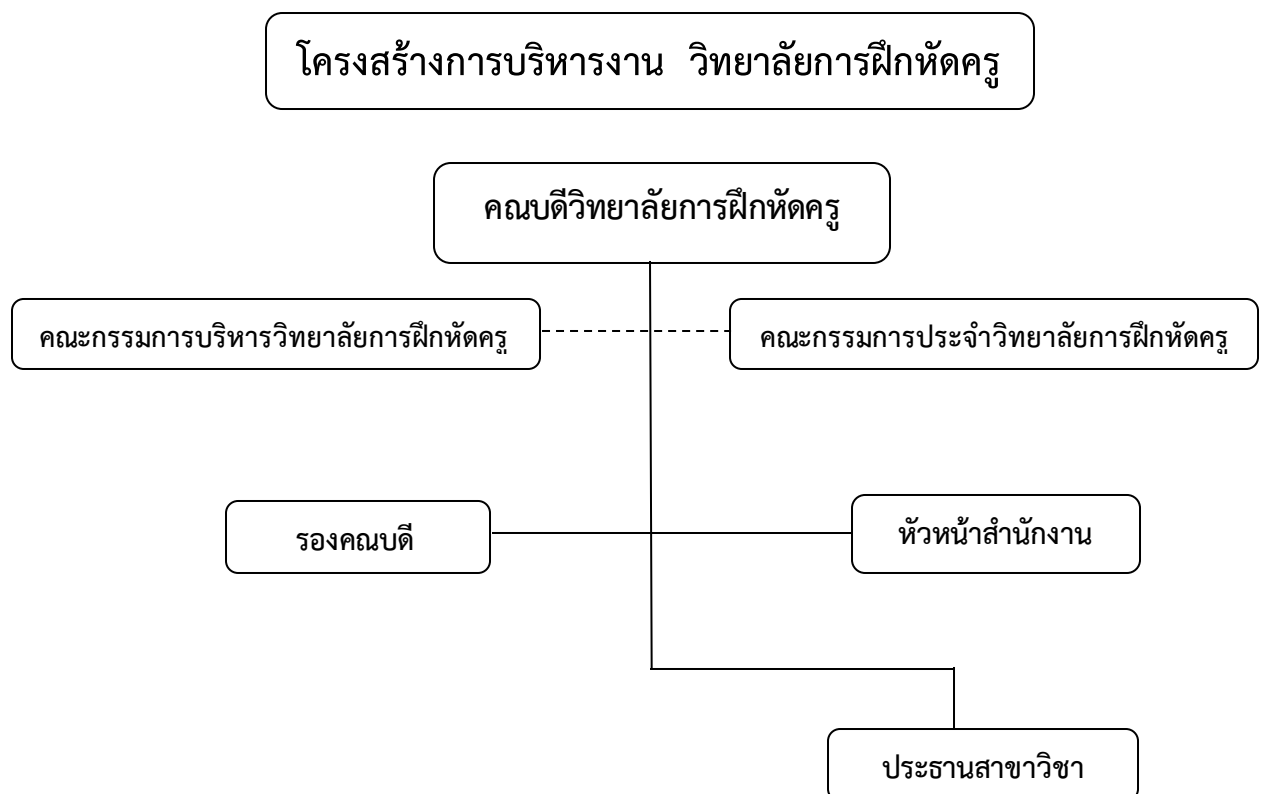 โครงสร้างการบริหารงาน วิทยาลัยการฝึกหัดครู
คณบดีวิทยาลัยการฝึกหัดครู
คณะกรรมการบริหารวิทยาลัยการฝึกหัดครู
คณะกรรมการประจำวิทยาลัยการฝึกหัดครู
รองคณบดี
หัวหน้าสำนักงาน
ประธานสาขาวิชา